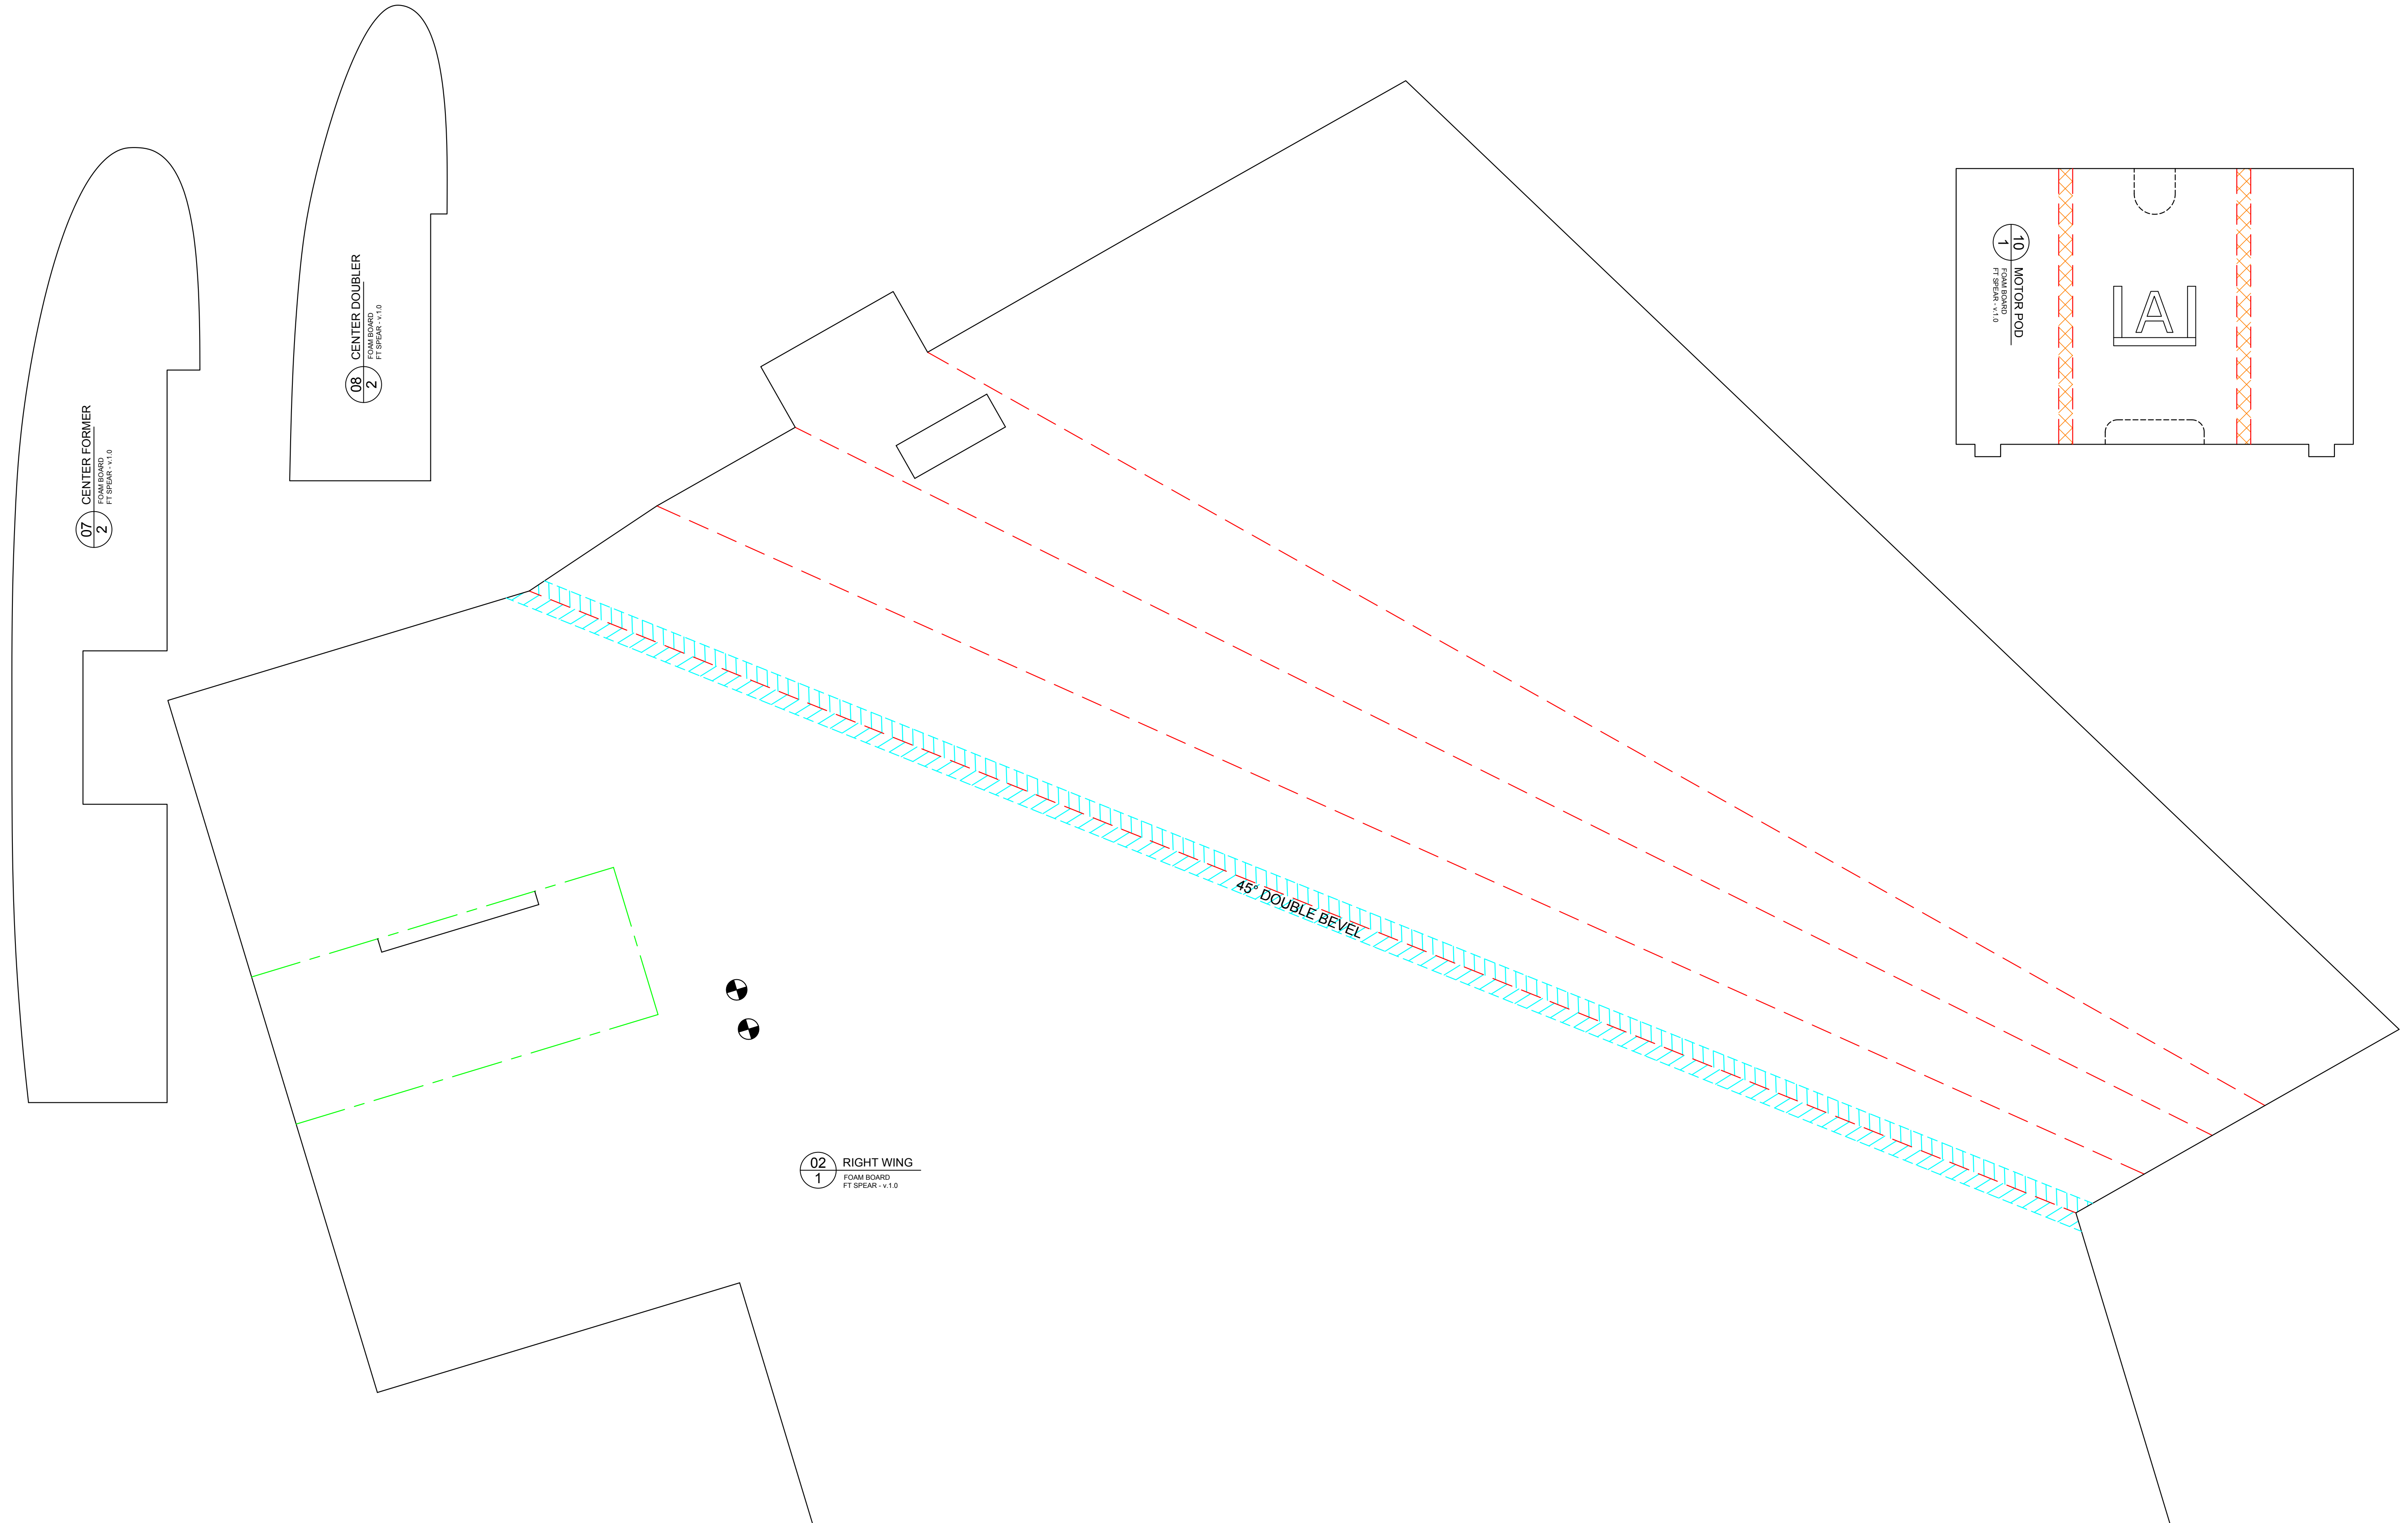 07
2
CENTER FORMER
FOAM BOARD
FT SPEAR - v.1.0
08
2
CENTER DOUBLER
FOAM BOARD
FT SPEAR - v.1.0
10
1
MOTOR POD
FOAM BOARD
FT SPEAR - v.1.0
A
45° DOUBLE BEVEL
02
1
RIGHT WING
FOAM BOARD
FT SPEAR - v.1.0